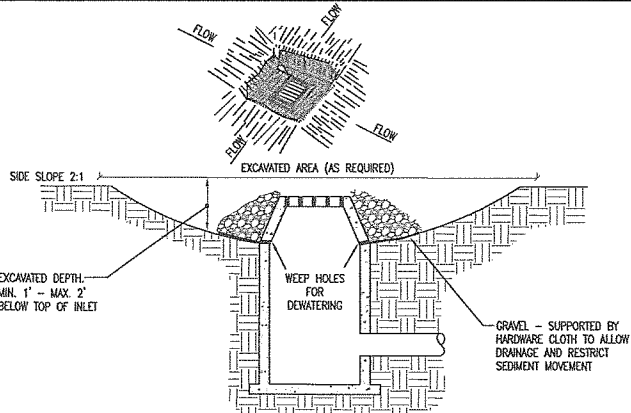 FLOW
FLOW
FLOW
FLOW
EXCAVATED AREA (AS REQUIRED)
SIDE SLOPE 2:1
EXCAVATED DEPTH.
MIN. 1' - MAX. 2'
BELOW TOP OF INLET
WEEP HOLES
FOR
DEWATERING
GRAVEL - SUPPORTED BY
HARDWARE CLOTH TO ALLOW
DRAINAGE AND RESTRICT
SEDIMENT MOVEMENT